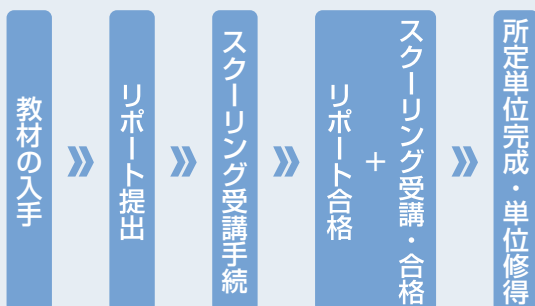 教材の入手
リポート提出
スクーリング受講手続
スクーリング受講・合格
+
リポート合格
所定単位完成・単位修得